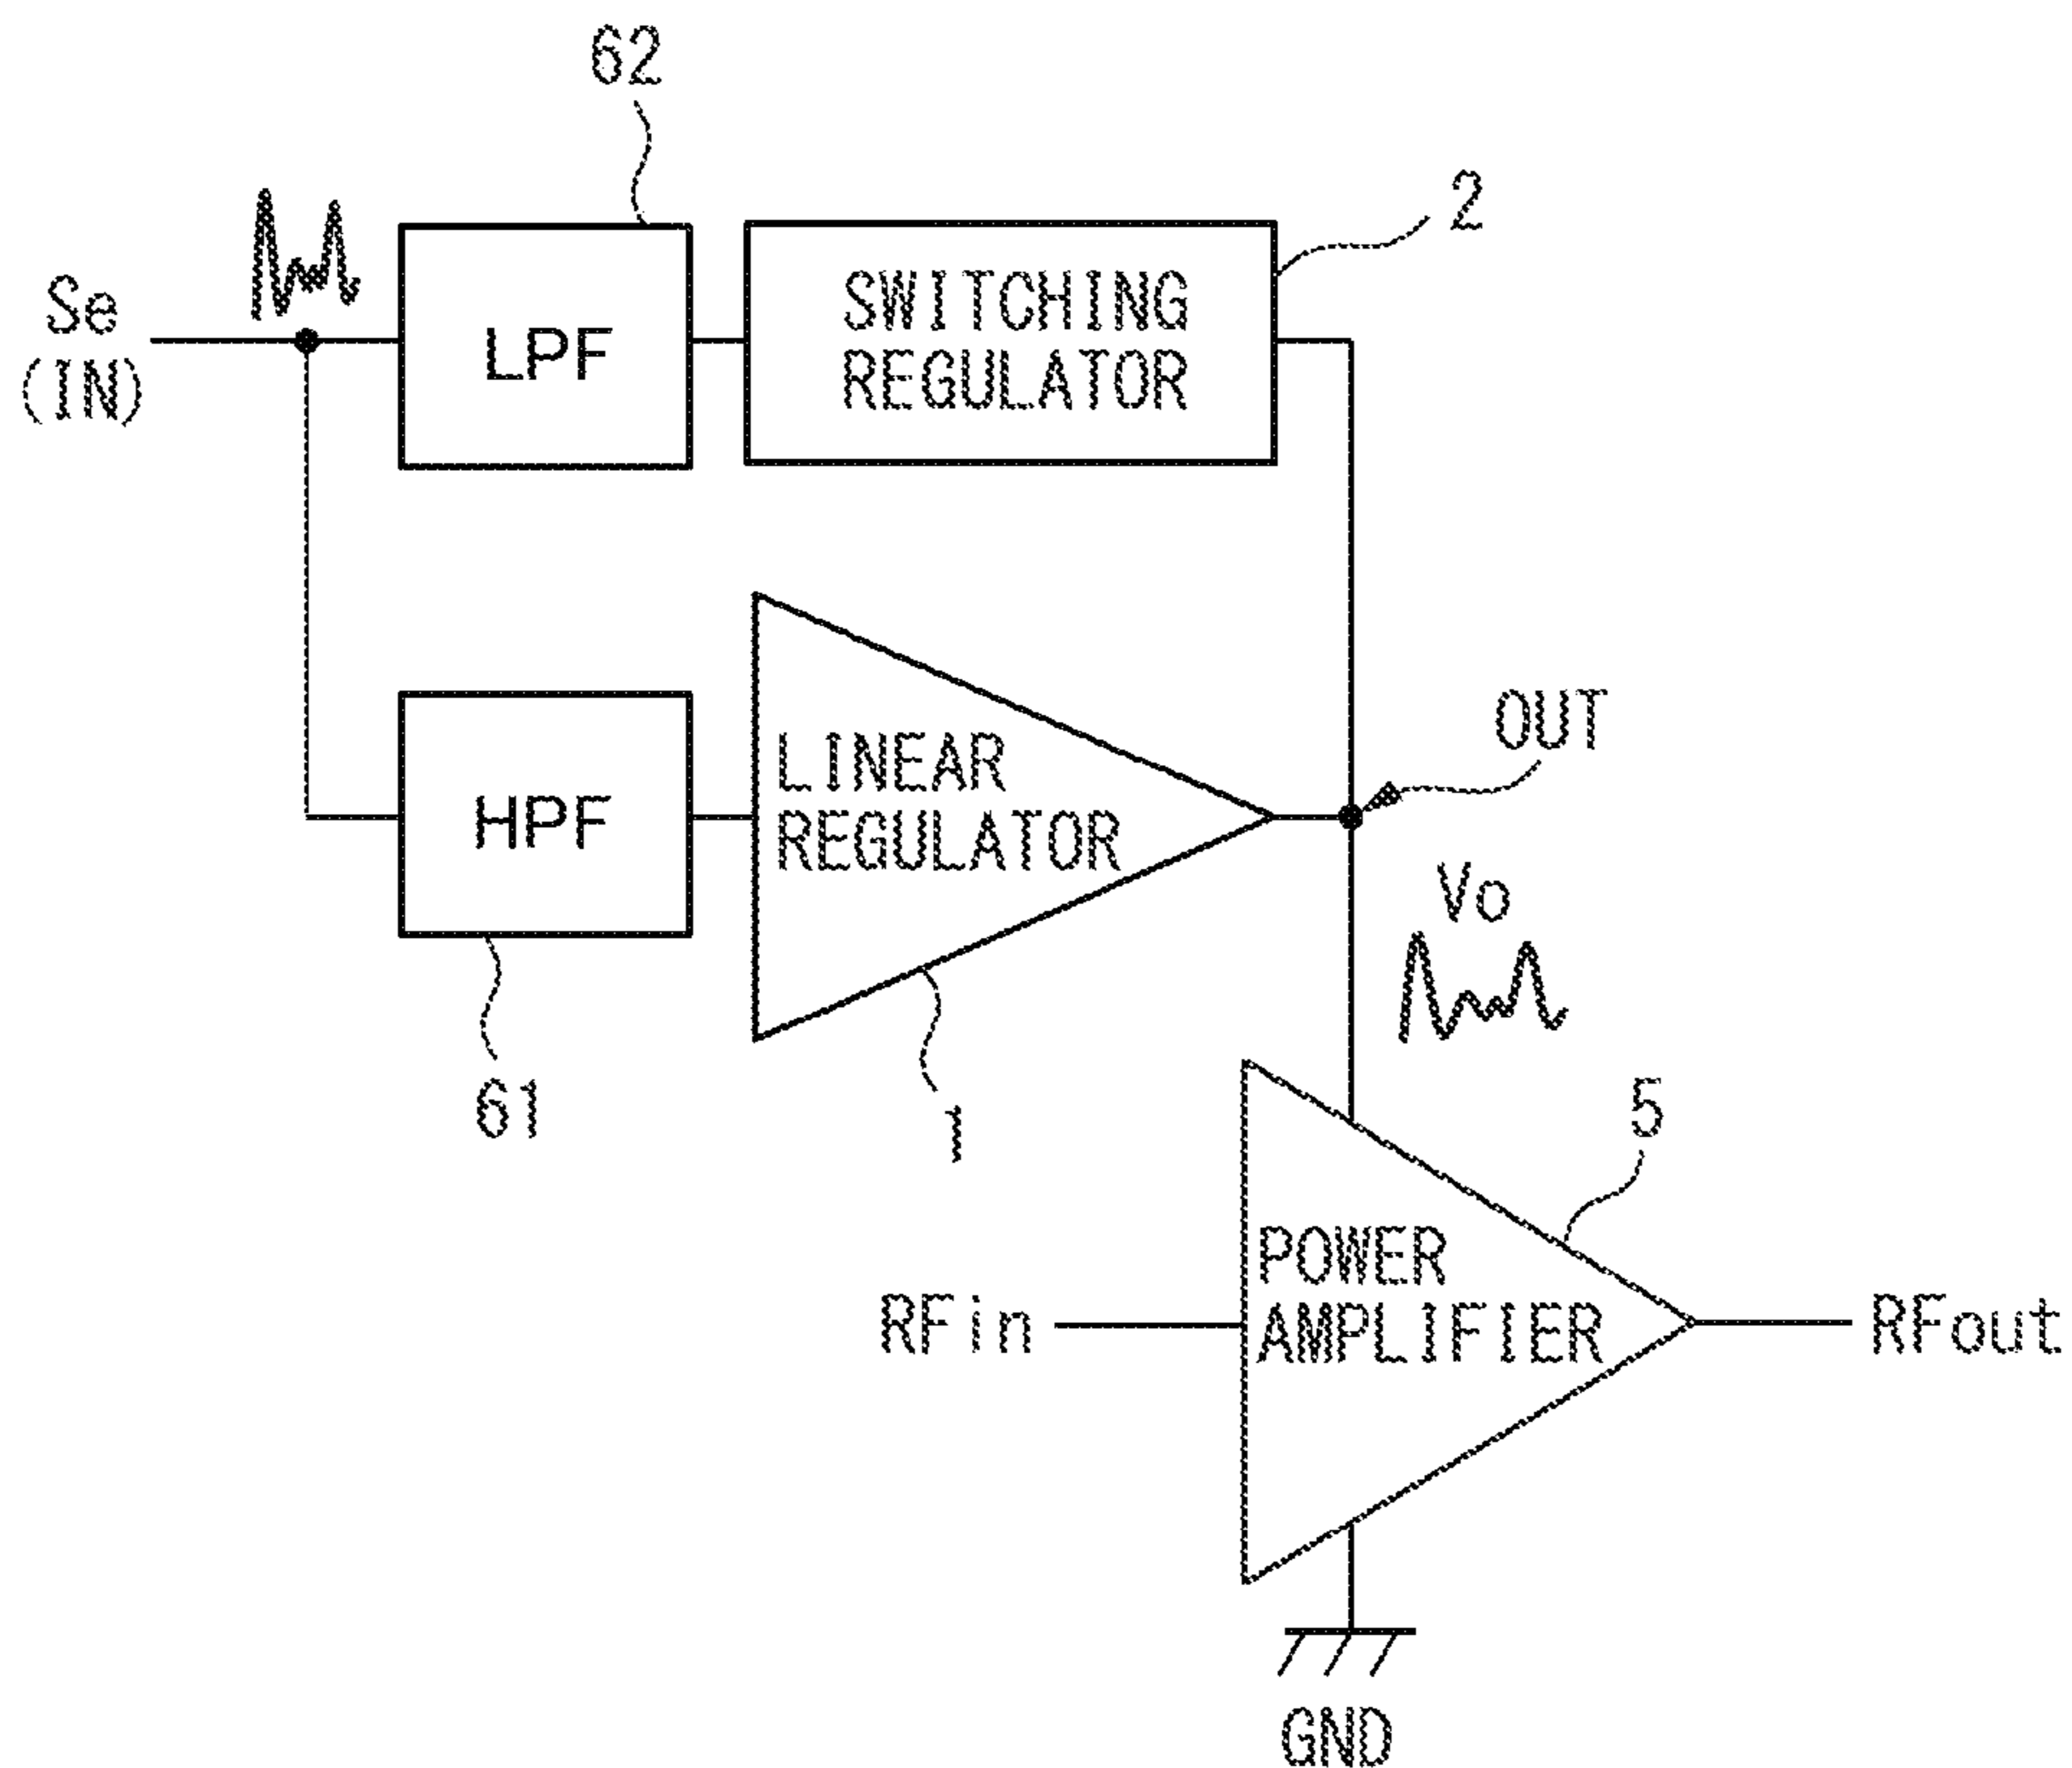 62
2
Se
(IN)
LPF
SWITCHING
REGULATOR
OUT
HPF
LINEAR
REGULATOR
Vo
61
1
5
POWER
AMPLIFIER
RFin
RFout
GND